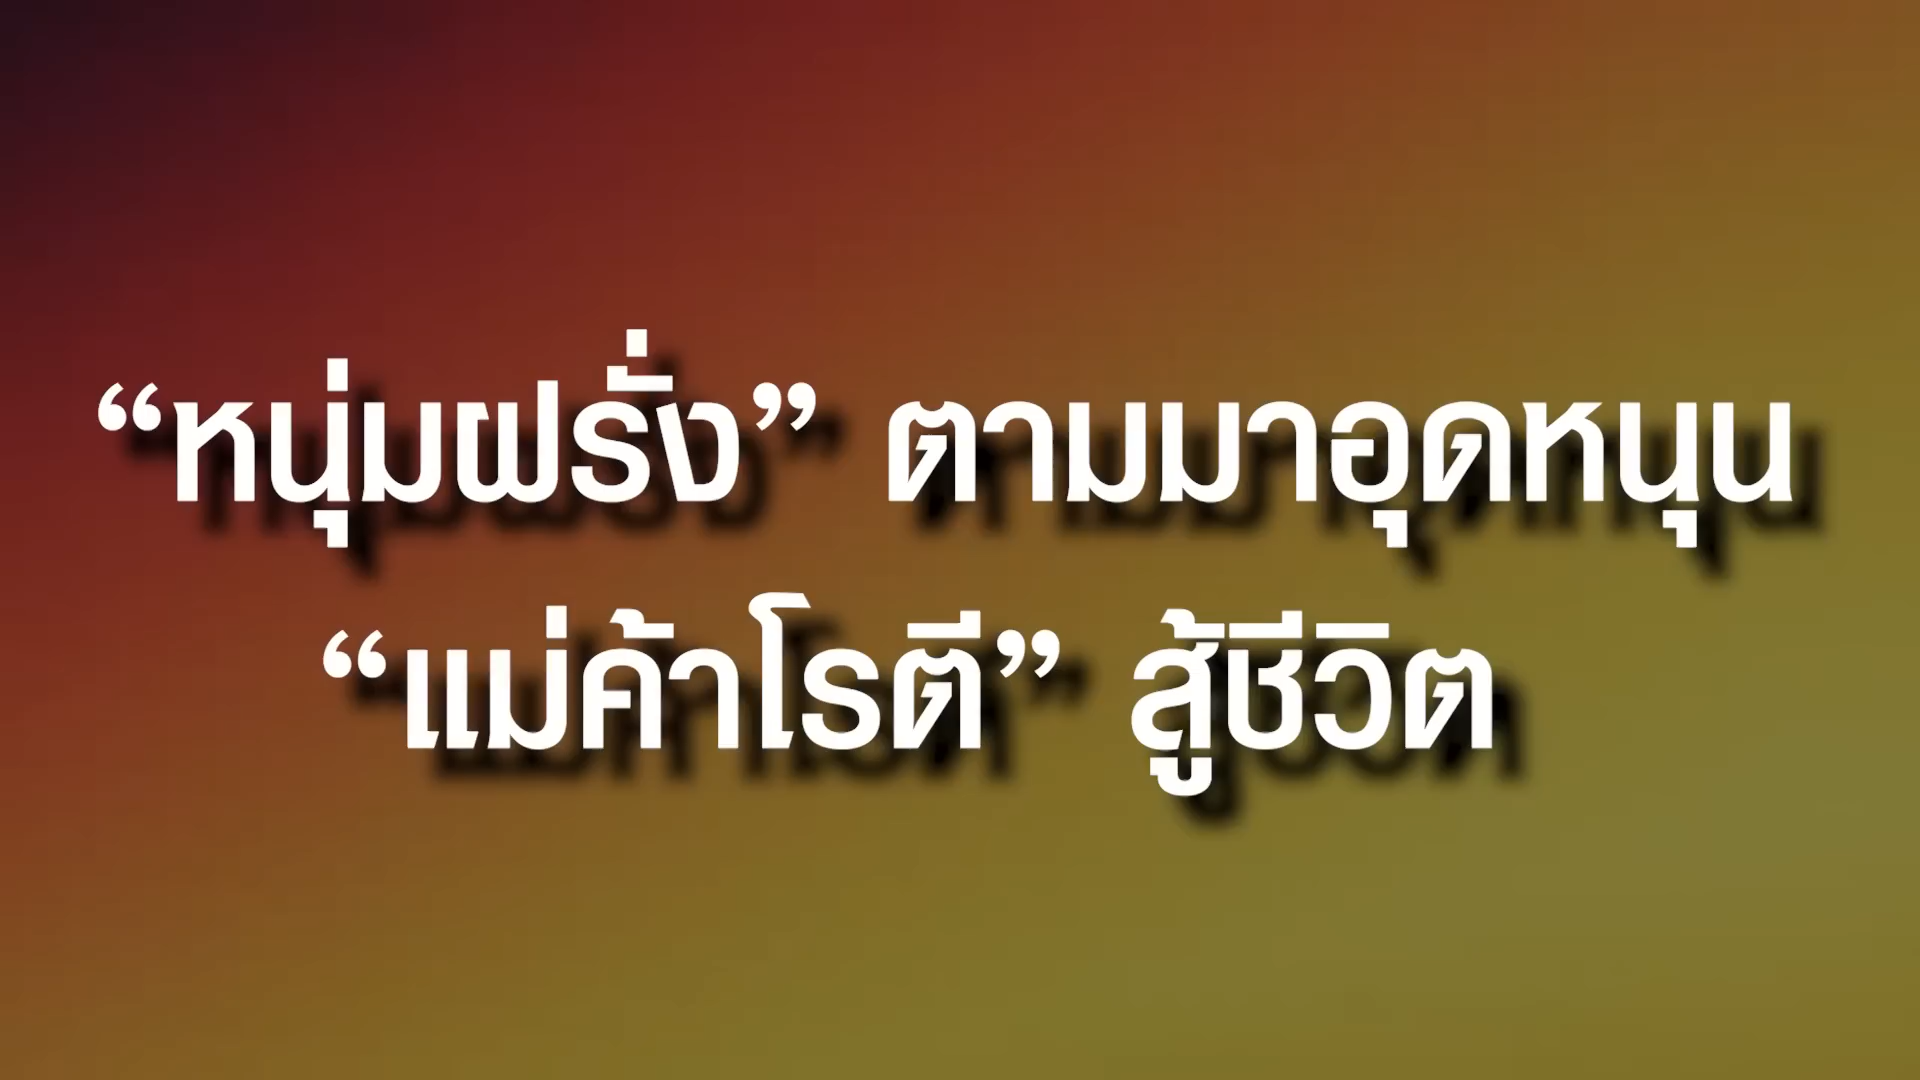 “หนุ่มฝรั่ง” ตามมาอุดหนุน
“แม่ค้าโรตี” สู้ชีวิต